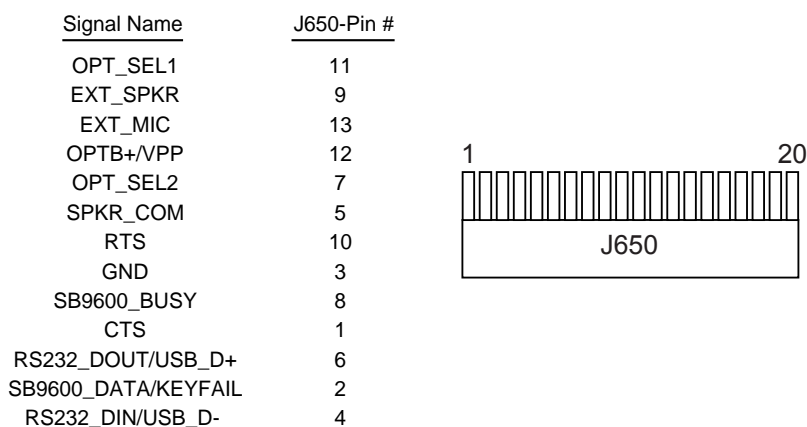 Signal Name J650-Pin #
OPT_SEL1 11
EXT_SPKR 9
EXT_MIC 13
OPTB+/VPP 12
OPT_SEL2 7
SPKR_COM 5
RTS 10
GND 3
SB9600_BUSY 8
CTS 1
RS232_DOUT/USB_D+ 6
SB9600_DATA/KEYFAIL 2
RS232_DIN/USB_D- 4
1 20
J650